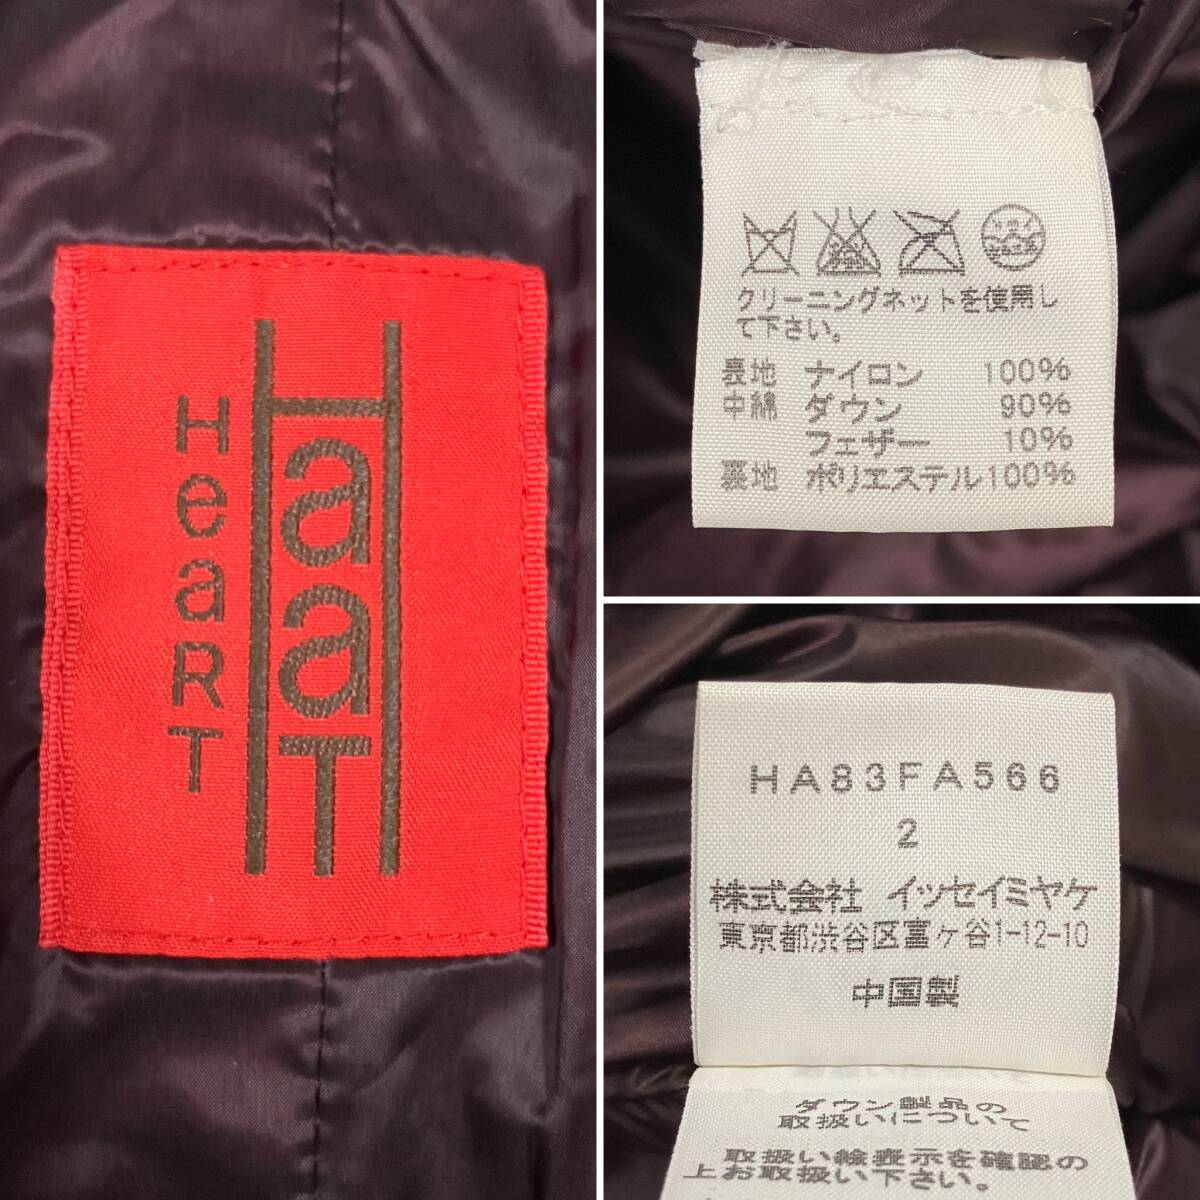 HeaRT
HaaT
クリーニングネットを使用し
て下さい。
表地 ナイロン 100%
中綿 ダウン 90%
フェザー 10%
裏地 ポリエステル100%
HA83FA566
2
株式会社 イッセイミヤケ
東京都渋谷区富ヶ谷1-12-10
中国製
ダウン製品の
取扱いについて
取扱い絵表示を確認の
上お取扱い下さい。